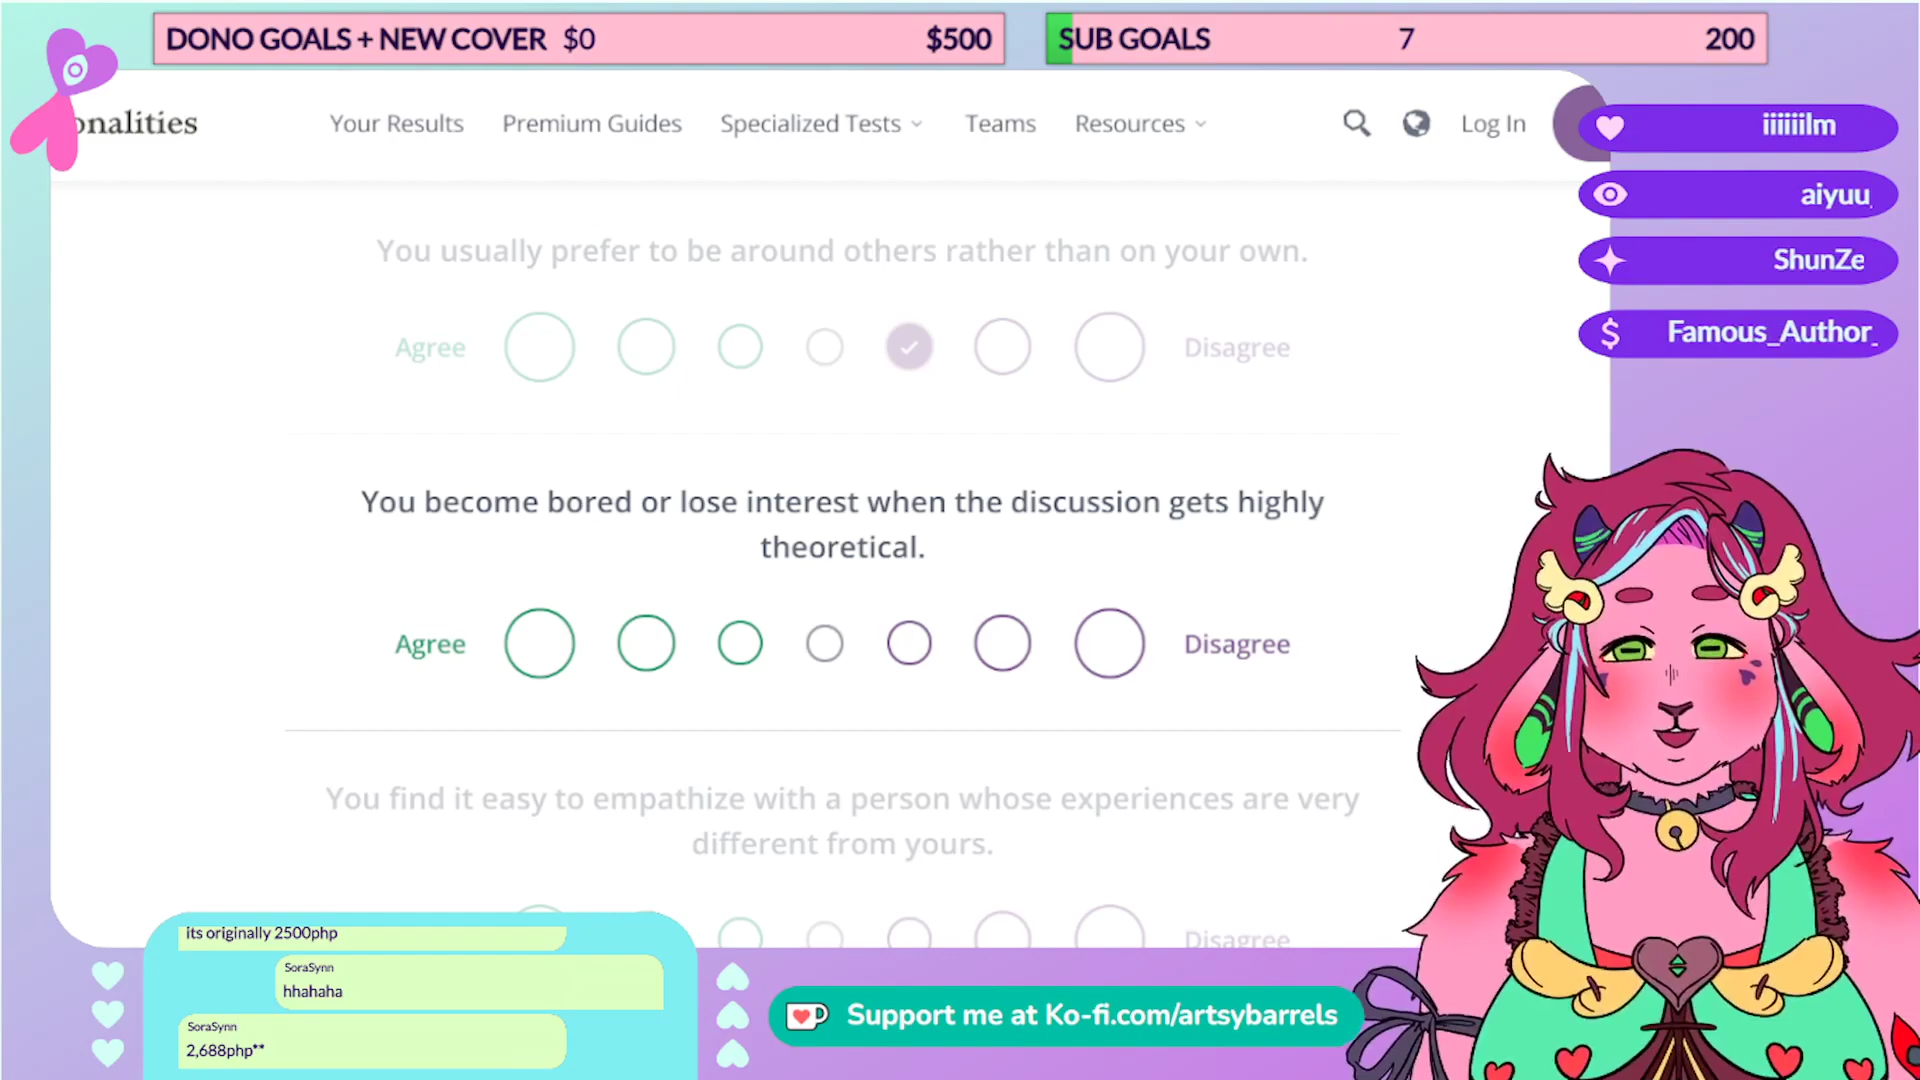 DONO GOALS + NEW COVER $0 $500
SUB GOALS 7 200
onalities
Your Results Premium Guides Specialized Tests Teams Resources Log In
iiiiiilm
aiyuu
ShunZe
$ Famous_Author_
You usually prefer to be around others rather than on your own.
Agree Disagree
You become bored or lose interest when the discussion gets highly
theoretical.
Agree Disagree
You find it easy to empathize with a person whose experiences are very
different from yours.
Disagree
its originally 2500php
SoraSynn
hhahaha
SoraSynn
2,688php**
Support me at Ko-fi.com/artsybarrels